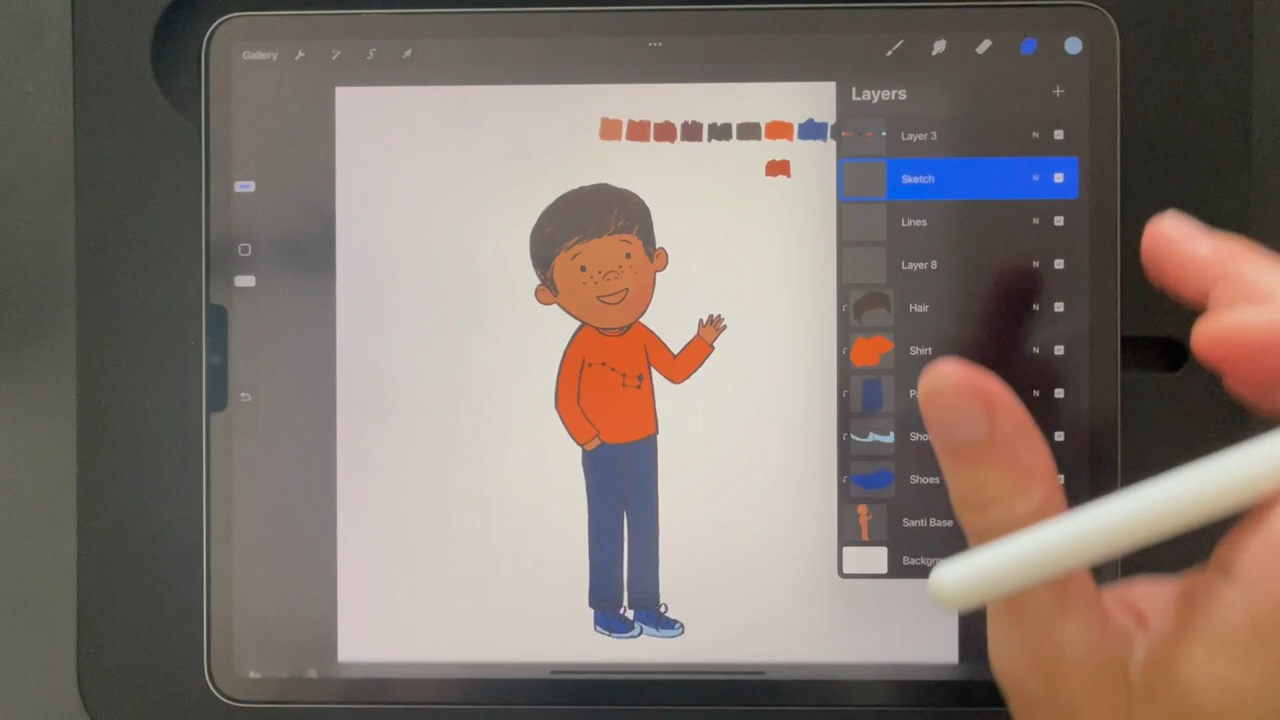 Gallery
Layers
Layer 3 N
Sketch N
Lines N
Layer 8 N
Hair N
Shirt N
N
Shoes
Santi Base